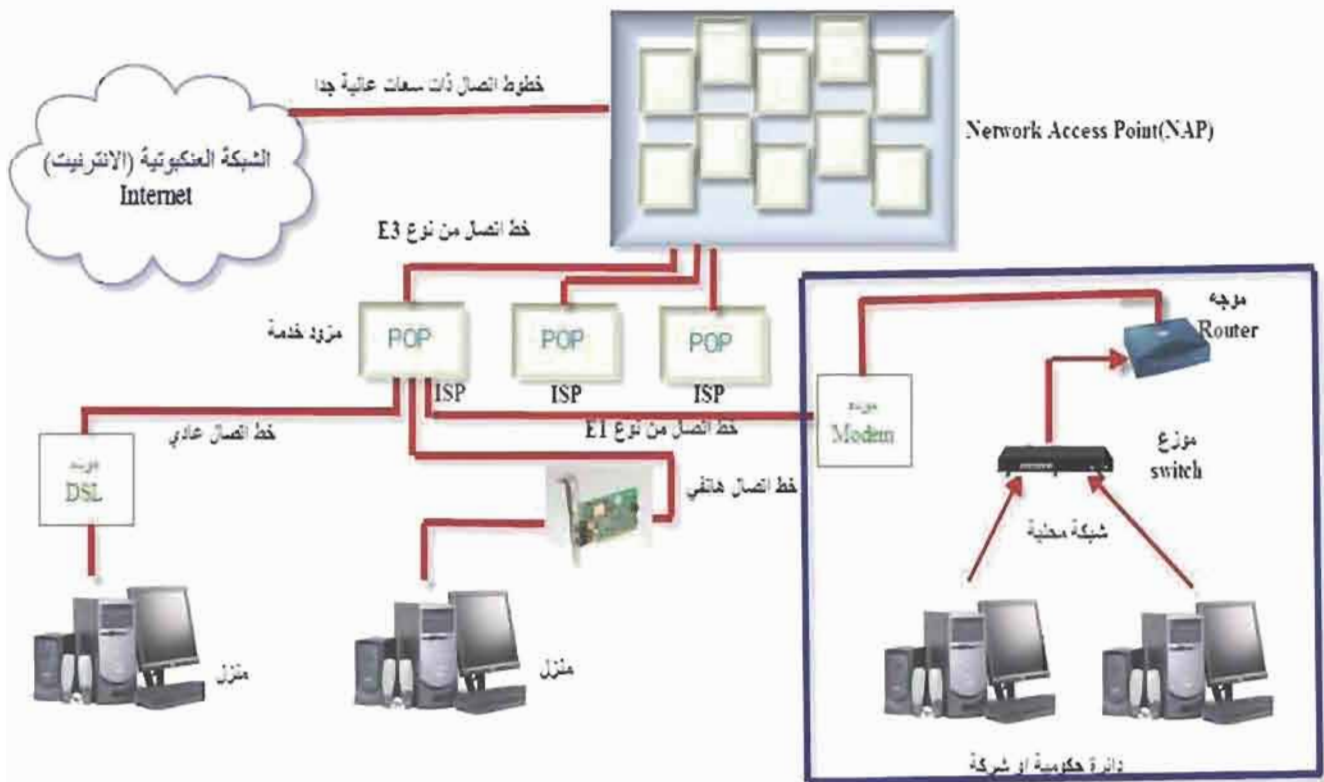 خطوط اتصال ذات سعات عالية جدا
Network Access Point(NAP)
الشبكة العنكبوتية (الانترنيت)
Internet
خط اتصال من نوع E3
مزود خدمة
POP
POP
POP
ISP
ISP
ISP
موجه
Router
مودم
Modem
خط اتصال من نوع E1
خط اتصال عادي
مودم
DSL
خط اتصال هاتفي
موزع
switch
شبكة محلية
منزل
منزل
دائرة حكومية او شركة